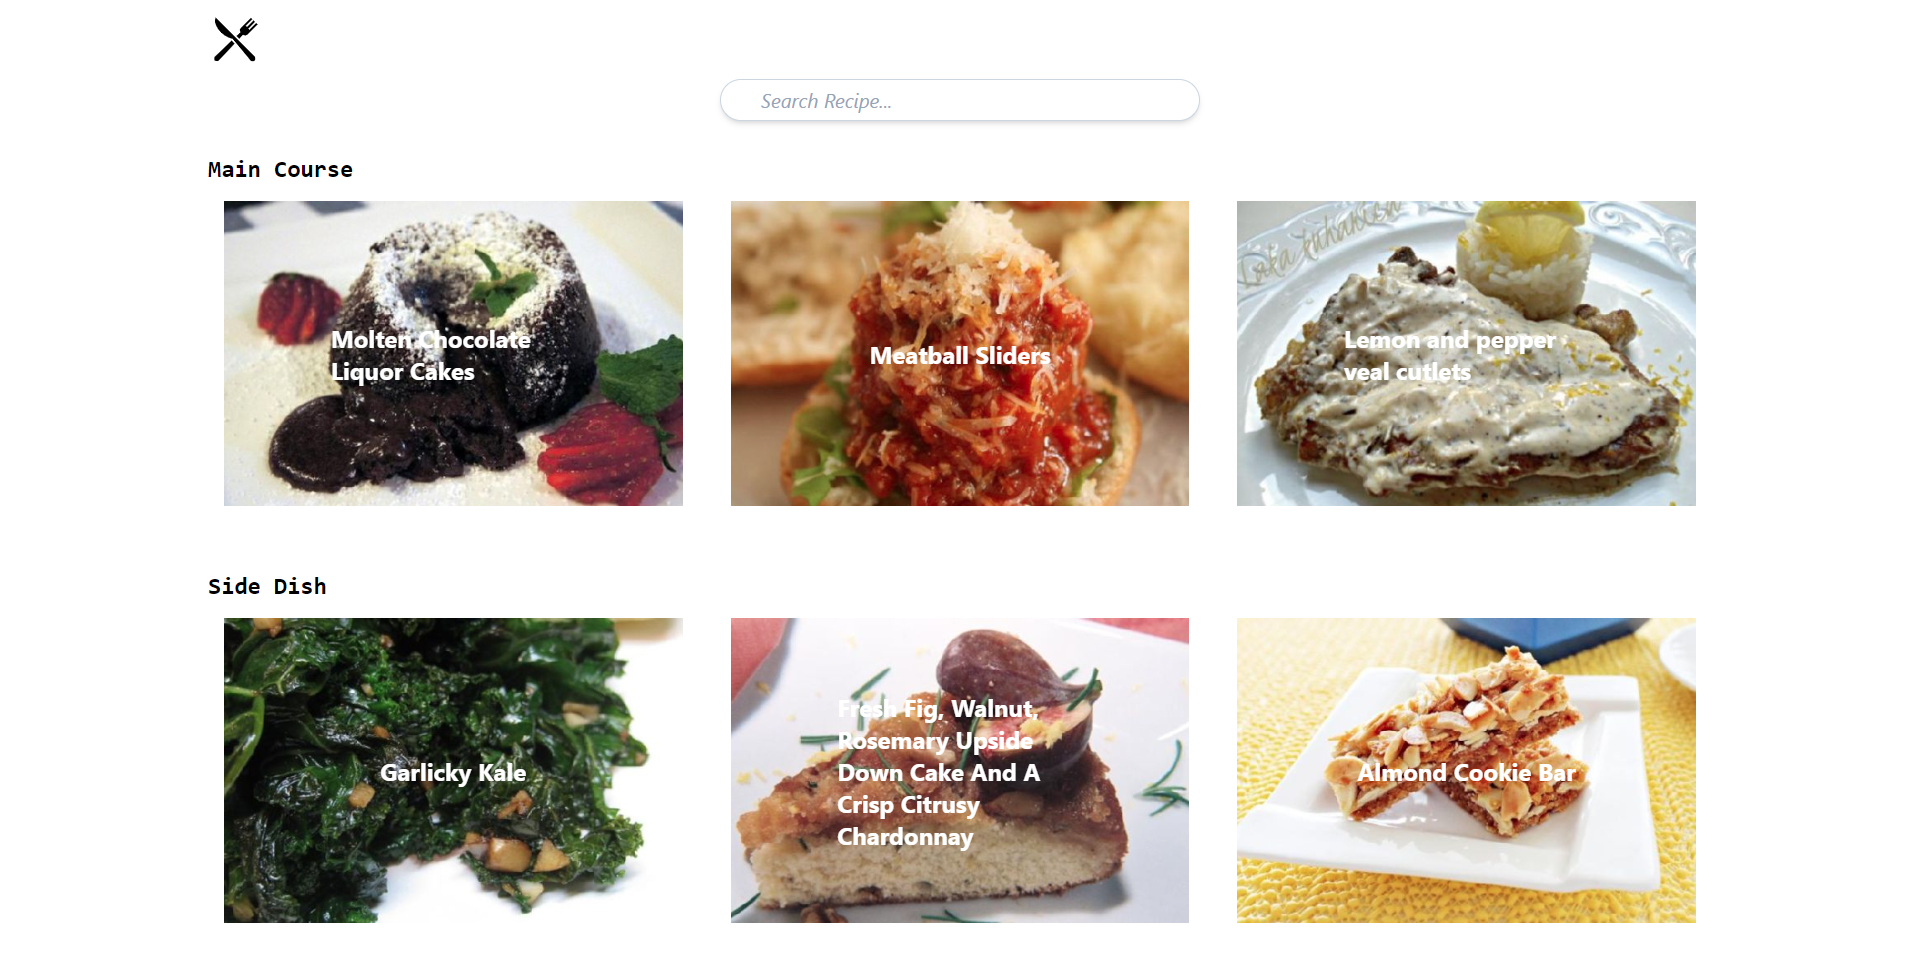 Search Recipe...
Main Course
Molten Chocolate
Liquor Cakes
Meatball Sliders
Lemon and pepper
veal cutlets
Side Dish
Garlicky Kale
Fresh Fig, Walnut,
Rosemary Upside
Down Cake And A
Crisp Citrusy
Chardonnay
Almond Cookie Bar